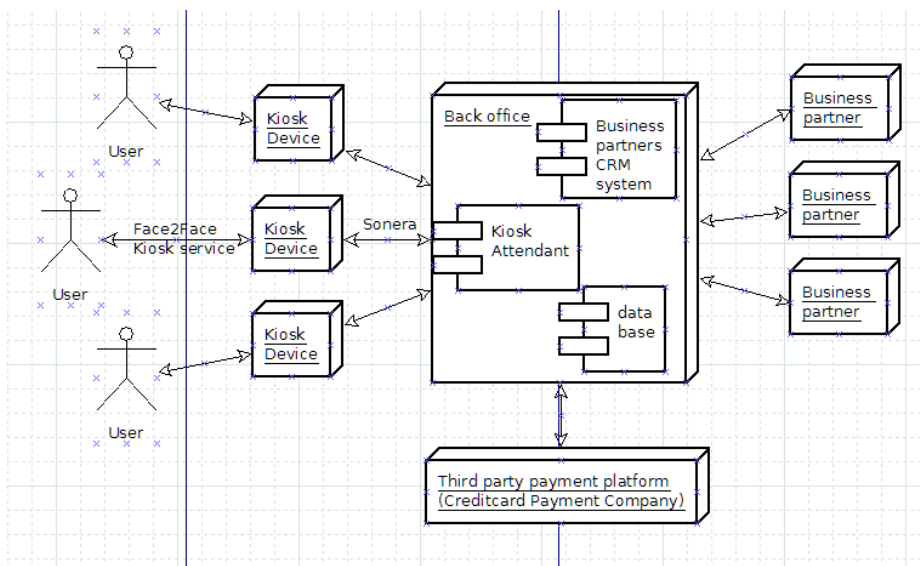 User
Kiosk
Device
Face2Face
Kiosk service
User
Kiosk
Device
Sonera
User
Kiosk
Device
Back office
Business
partners
CRM
system
Kiosk
Attendant
data
base
Business
partner
Business
partner
Business
partner
Third party payment platform
(Creditcard Payment Company)